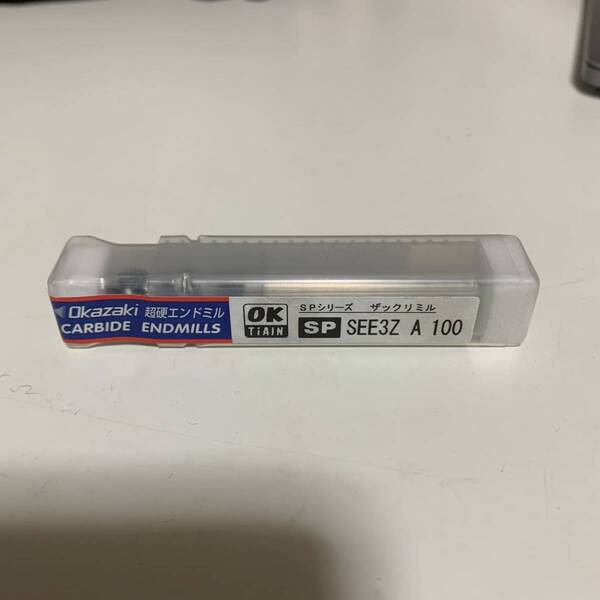 Okazaki 超硬エンドミル
CARBIDE ENDMILLS
OK
TiAIN
SPシリーズ ザックリミル
SP SEE3Z A 100